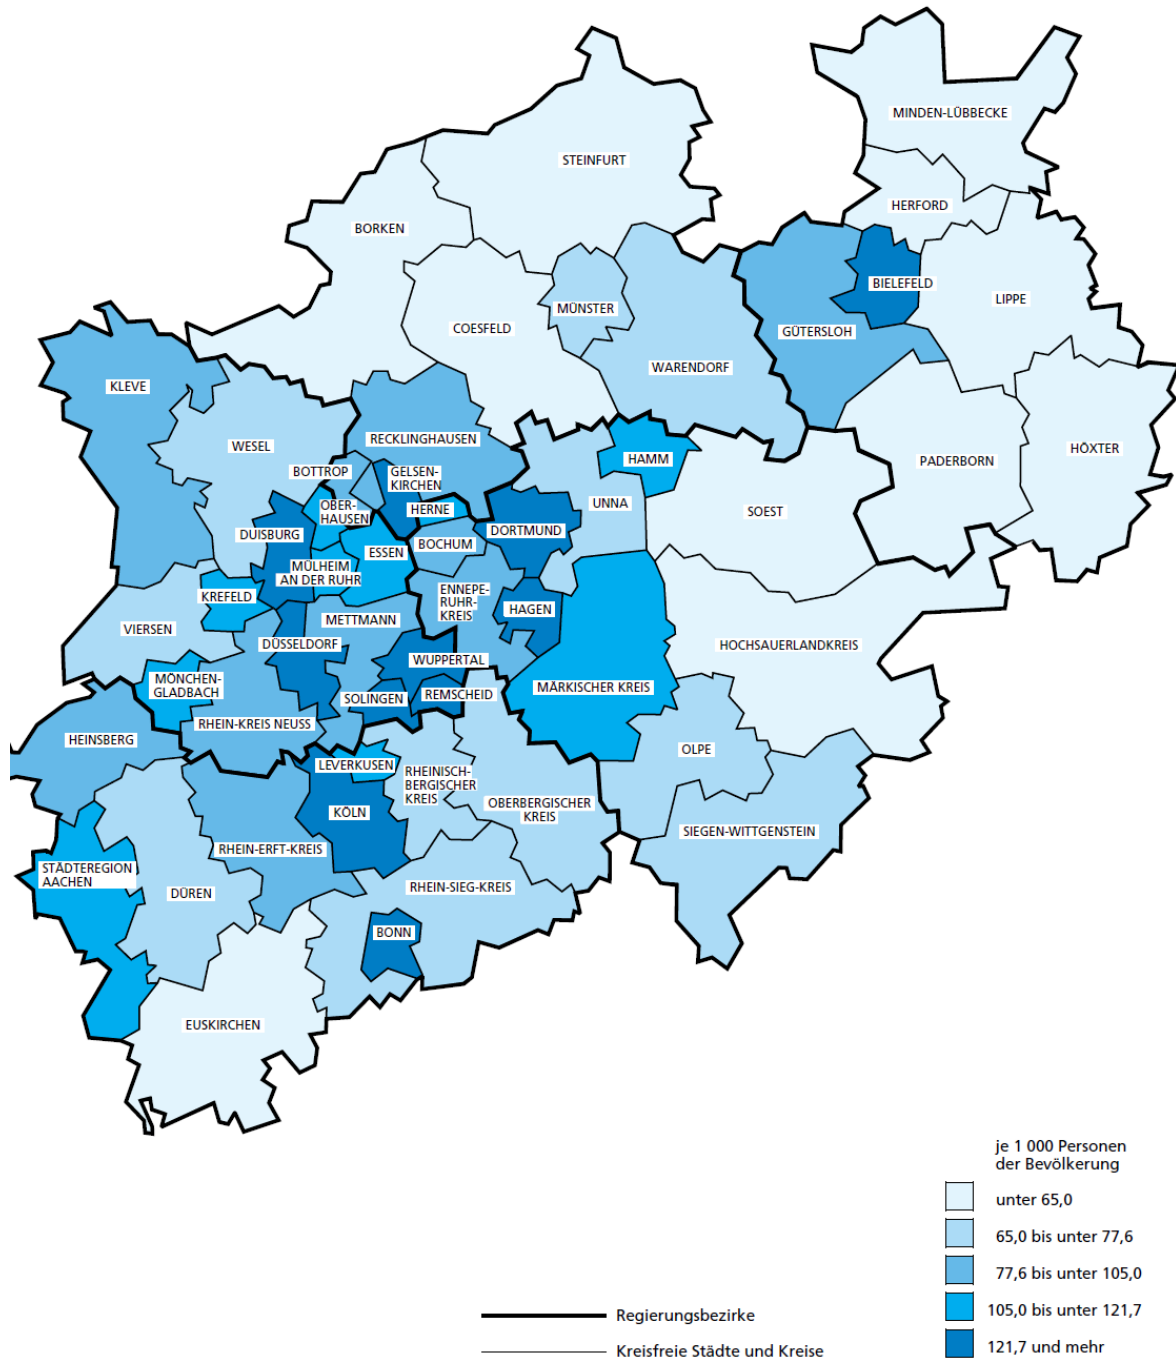 MINDEN-LÜBBECKE
STEINFURT
HERFORD
BORKEN
BIELEFELD
LIPPE
MÜNSTER
COESFELD
GÜTERSLOH
WARENDORF
KLEVE
RECKLINGHAUSEN
WESEL
HÖXTER
HAMM
PADERBORN
BOTTROP
GELSEN-
KIRCHEN
UNNA
OBER-
HAUSEN
HERNE
SOEST
DUISBURG
DORTMUND
BOCHUM
ESSEN
MÜLHEIM
AN DER RUHR
KREFELD
ENNEPE-
RUHR-
KREIS
HAGEN
METTMANN
VIERSEN
DÜSSELDORF
HOCHSAUERLANDKREIS
WUPPERTAL
MÖNCHEN-
GLADBACH
MÄRKISCHER KREIS
REMSCHEID
SOLINGEN
RHEIN-KREIS NEUSS
HEINSBERG
OLPE
LEVERKUSEN
RHEINISCH-
BERGISCHER
KREIS
OBERBERGISCHER
KREIS
KÖLN
SIEGEN-WITTGENSTEIN
RHEIN-ERFT-KREIS
STÄDTEREGION
AACHEN
RHEIN-SIEG-KREIS
DÜREN
BONN
EUSKIRCHEN
je 1 000 Personen
der Bevölkerung
unter 65,0
65,0 bis unter 77,6
77,6 bis unter 105,0
105,0 bis unter 121,7
121,7 und mehr
Regierungsbezirke
Kreisfreie Städte und Kreise